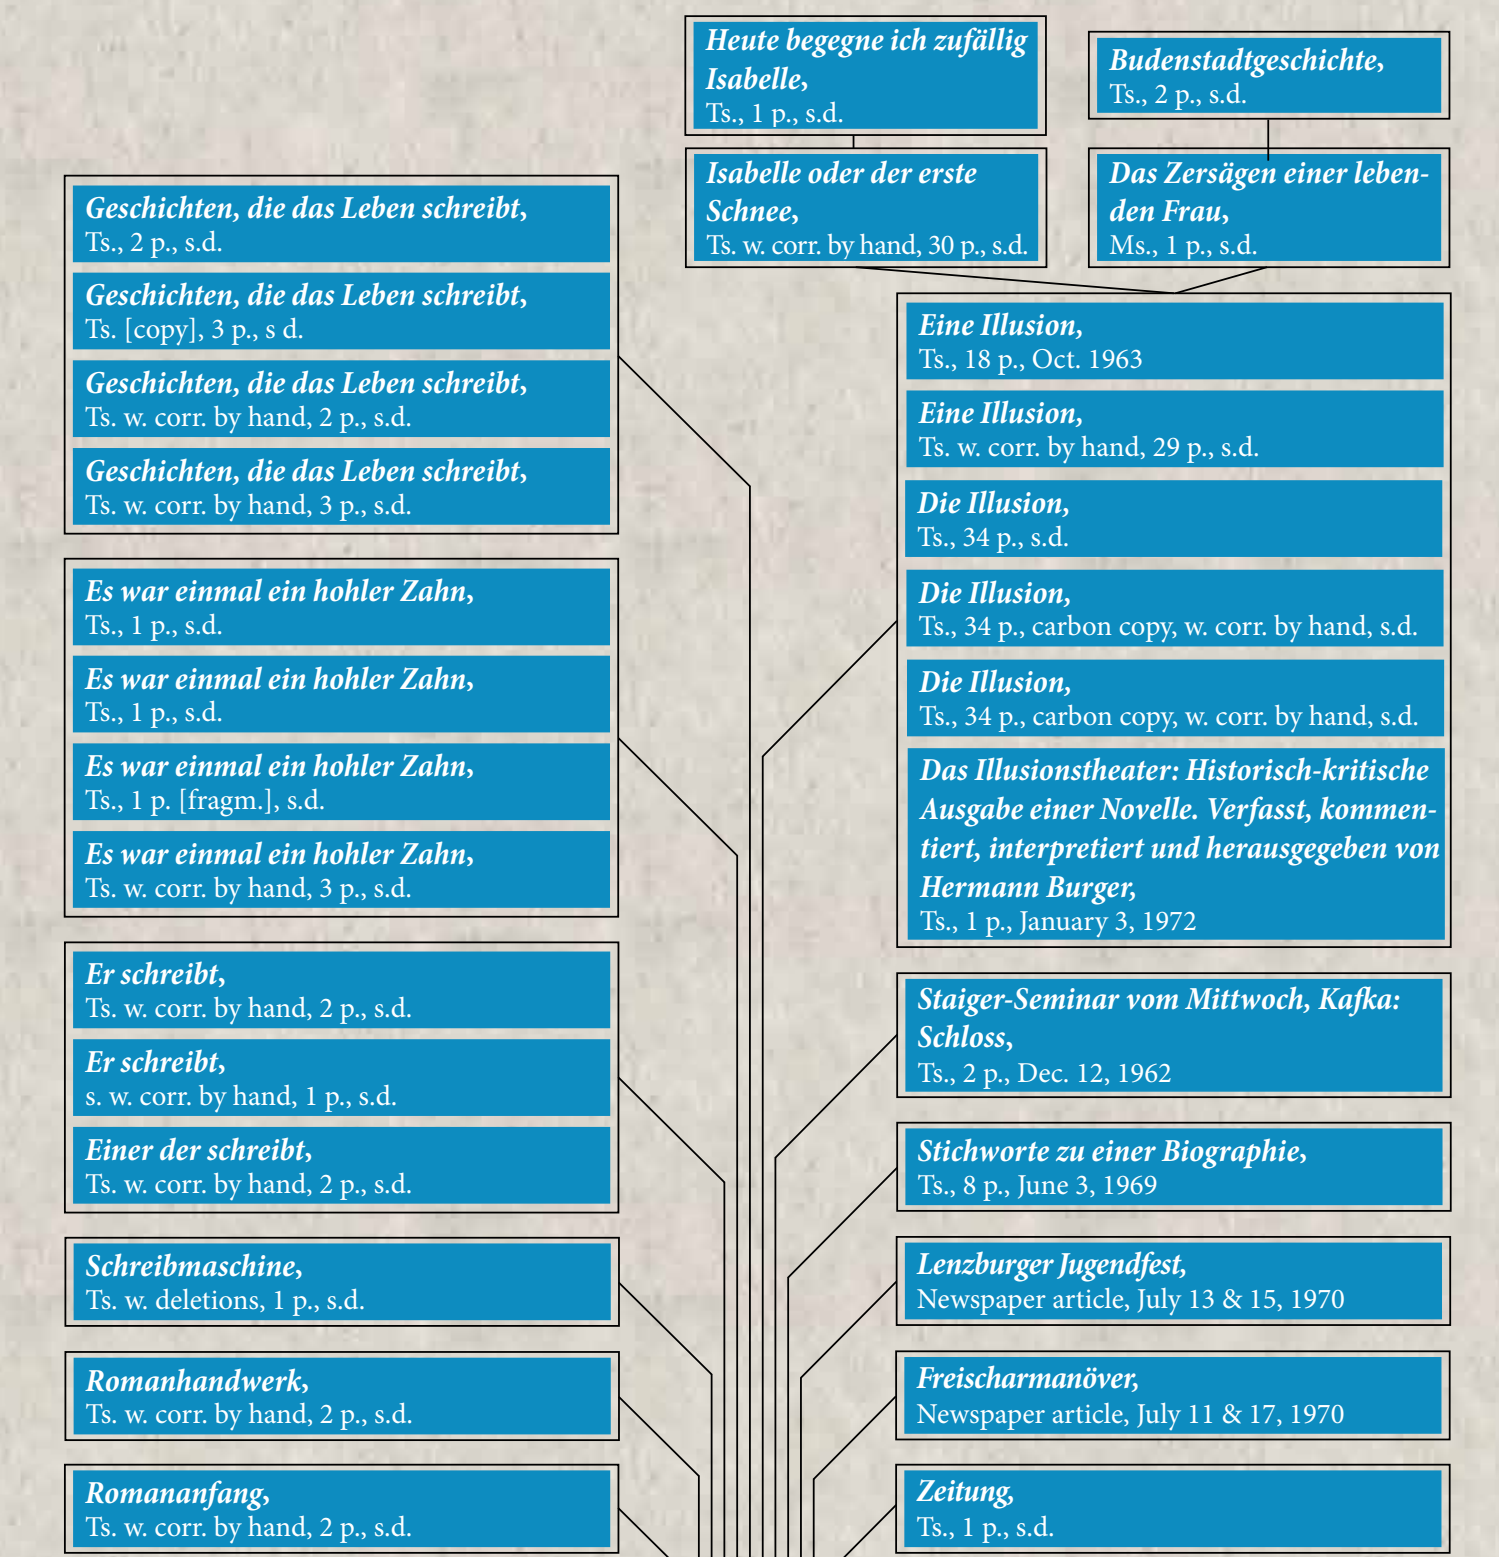 Heute begegne ich zufällig
Isabelle,
Ts., 1 p., s.d.
Budenstadtgeschichte,
Ts., 2 p., s.d.
Isabelle oder der erste
Schnee,
Ts. w. corr. by hand, 30 p., s.d.
Das Zersägen einer leben-
den Frau,
Ms., 1 p., s.d.
Geschichten, die das Leben schreibt,
Ts., 2 p., s.d.
Geschichten, die das Leben schreibt,
Ts. [copy], 3 p., s d.
Geschichten, die das Leben schreibt,
Ts. w. corr. by hand, 2 p., s.d.
Geschichten, die das Leben schreibt,
Ts. w. corr. by hand, 3 p., s.d.
Es war einmal ein hohler Zahn,
Ts., 1 p., s.d.
Es war einmal ein hohler Zahn,
Ts., 1 p., s.d.
Es war einmal ein hohler Zahn,
Ts., 1 p. [fragm.], s.d.
Es war einmal ein hohler Zahn,
Ts. w. corr. by hand, 3 p., s.d.
Er schreibt,
Ts. w. corr. by hand, 2 p., s.d.
Er schreibt,
s. w. corr. by hand, 1 p., s.d.
Einer der schreibt,
Ts. w. corr. by hand, 2 p., s.d.
Schreibmaschine,
Ts. w. deletions, 1 p., s.d.
Romanhandwerk,
Ts. w. corr. by hand, 2 p., s.d.
Romananfang,
Ts. w. corr. by hand, 2 p., s.d.
Eine Illusion,
Ts., 18 p., Oct. 1963
Eine Illusion,
Ts. w. corr. by hand, 29 p., s.d.
Die Illusion,
Ts., 34 p., s.d.
Die Illusion,
Ts., 34 p., carbon copy, w. corr. by hand, s.d.
Die Illusion,
Ts., 34 p., carbon copy, w. corr. by hand, s.d.
Das Illusionstheater: Historisch-kritische
Ausgabe einer Novelle. Verfasst, kommen-
tiert, interpretiert und herausgegeben von
Hermann Burger,
Ts., 1 p., January 3, 1972
Staiger-Seminar vom Mittwoch, Kafka:
Schloss,
Ts., 2 p., Dec. 12, 1962
Stichworte zu einer Biographie,
Ts., 8 p., June 3, 1969
Lenzburger Jugendfest,
Newspaper article, July 13 & 15, 1970
Freischarmanöver,
Newspaper article, July 11 & 17, 1970
Zeitung,
Ts., 1 p., s.d.